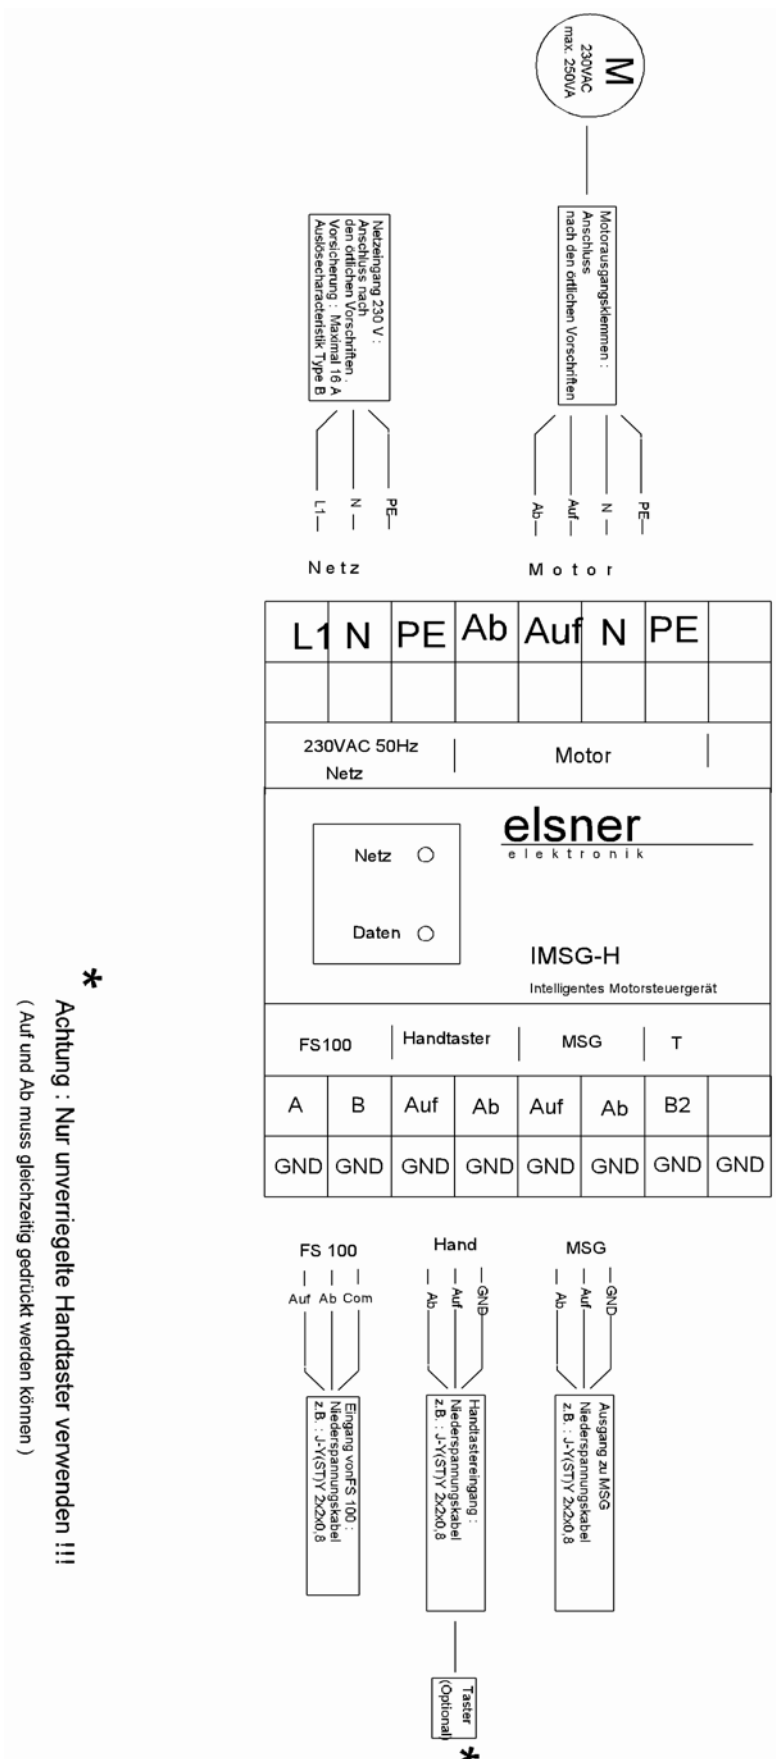 M
230VAC
max. 250VA
Netzeingang 230 V :
Anschluss nach
den örtlichen Vorschriften .
Vorsicherung : Maximal 16 A
Auslösecharacteristik Type B
Motorausgangsklemmen :
Anschluss
nach den örtlichen Vorschriften
L1 N PE
Ab Auf N PE
Netz
Motor
L1 N PE Ab Auf N PE
230VAC 50Hz
Netz
Motor
Netz
Daten
elsner
elektronik
IMSG-H
Intelligentes Motorsteuergerät
FS100 Handtaster MSG T
A B Auf Ab Auf Ab B2
GND GND GND GND GND GND GND GND
FS 100
Hand
MSG
Auf Ab Com
Ab Auf GND
Ab Auf GND
Eingang vonFS 100 :
Niederspannungskabel
z.B. : J-Y(ST)Y 2x2x0,8
Handtastereingang :
Niederspannungskabel
z.B. : J-Y(ST)Y 2x2x0,8
Ausgang zu MSG
Niederspannungskabel
z.B. : J-Y(ST)Y 2x2x0,8
Taster
(Optional)
*
*
Achtung : Nur unverriegelte Handtaster verwenden !!!
( Auf und Ab muss gleichzeitig gedrückt werden können )